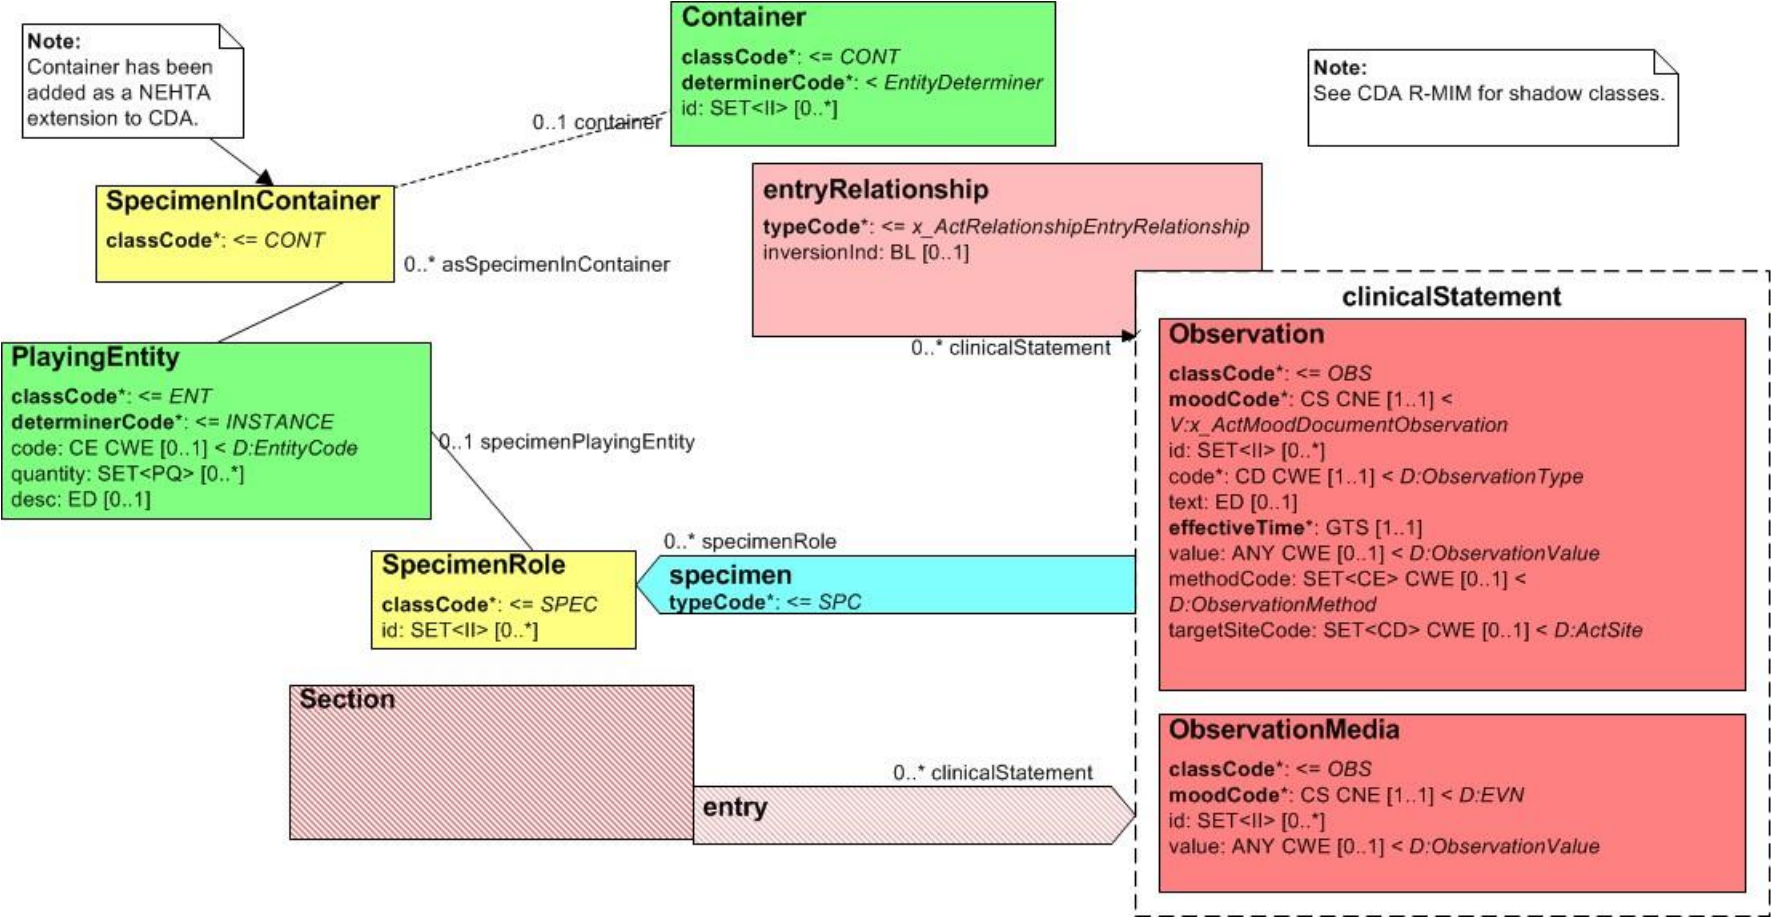 Note:
Container has been
added as a NEHTA
extension to CDA.
Container
classCode*: <= CONT
determinerCode*: < EntityDeterminer
id: SET<II> [0..*]
0..1 container
Note:
See CDA R-MIM for shadow classes.
SpecimenInContainer
classCode*: <= CONT
0..* asSpecimenInContainer
entryRelationship
typeCode*: <= x_ActRelationshipEntryRelationship
inversionInd: BL [0..1]
0..* clinicalStatement
PlayingEntity
classCode*: <= ENT
determinerCode*: <= INSTANCE
code: CE CWE [0..1] < D:EntityCode
quantity: SET<PQ> [0..*]
desc: ED [0..1]
0..1 specimenPlayingEntity
clinicalStatement
Observation
classCode*: <= OBS
moodCode*: CS CNE [1..1] <
V:x_ActMoodDocumentObservation
id: SET<II> [0..*]
code*: CD CWE [1..1] < D:ObservationType
text: ED [0..1]
effectiveTime*: GTS [1..1]
value: ANY CWE [0..1] < D:ObservationValue
methodCode: SET<CE> CWE [0..1] <
D:ObservationMethod
targetSiteCode: SET<CD> CWE [0..1] < D:ActSite
SpecimenRole
classCode*: <= SPEC
id: SET<II> [0..*]
0..* specimenRole
specimen
typeCode*: <= SPC
Section
0..* clinicalStatement
entry
ObservationMedia
classCode*: <= OBS
moodCode*: CS CNE [1..1] < D:EVN
id: SET<II> [0..*]
value: ANY CWE [0..1] < D:ObservationValue